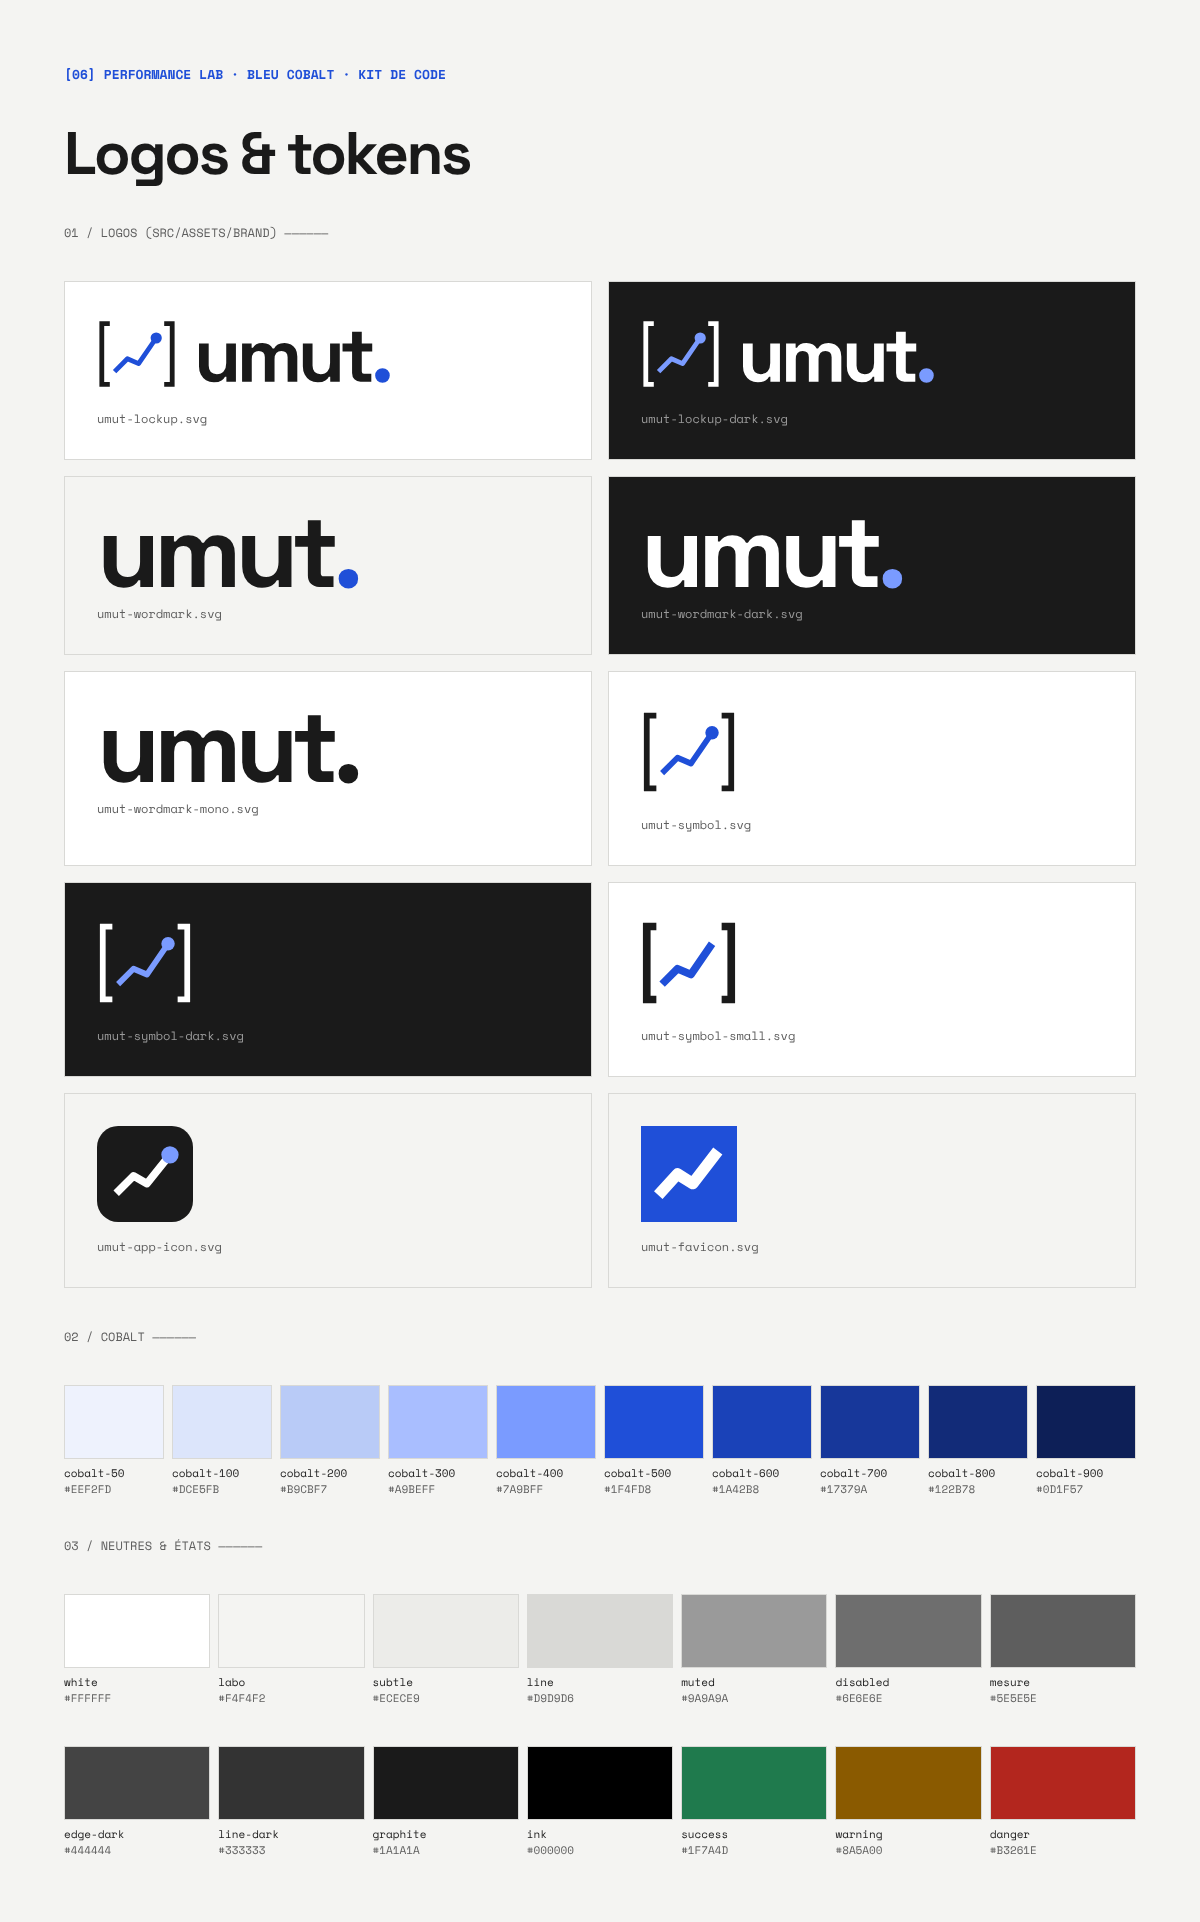 [06] PERFORMANCE LAB · BLEU COBALT · KIT DE CODE
Logos & tokens
01 / LOGOS (SRC/ASSETS/BRAND) ——————
umut.
umut-lockup.svg
umut.
umut-lockup-dark.svg
umut.
umut-wordmark.svg
umut.
umut-wordmark-dark.svg
umut.
umut-wordmark-mono.svg
umut-symbol.svg
umut-symbol-dark.svg
umut-symbol-small.svg
umut-app-icon.svg
umut-favicon.svg
02 / COBALT ——————
cobalt-50 cobalt-100 cobalt-200 cobalt-300 cobalt-400 cobalt-500 cobalt-600 cobalt-700 cobalt-800 cobalt-900
#EEF2FD #DCE5FB #B9CBF7 #A9BEFF #7A9BFF #1F4FD8 #1A42B8 #17379A #122B78 #0D1F57
03 / NEUTRES & ÉTATS ——————
white labo subtle line muted disabled mesure
#FFFFFF #F4F4F2 #ECECE9 #D9D9D6 #9A9A9A #6E6E6E #5E5E5E
edge-dark line-dark graphite ink success warning danger
#444444 #333333 #1A1A1A #000000 #1F7A4D #8A5A00 #B3261E